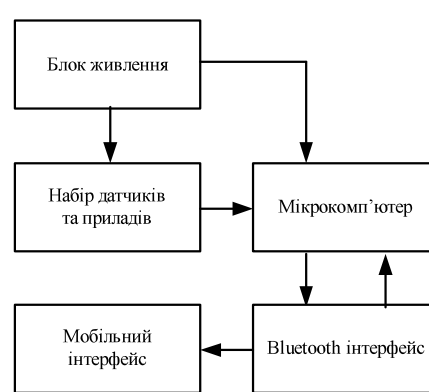 Блок живлення
Набір датчиків
та приладів
Мікрокомп’ютер
Мобільний
інтерфейс
Bluetooth інтерфейс